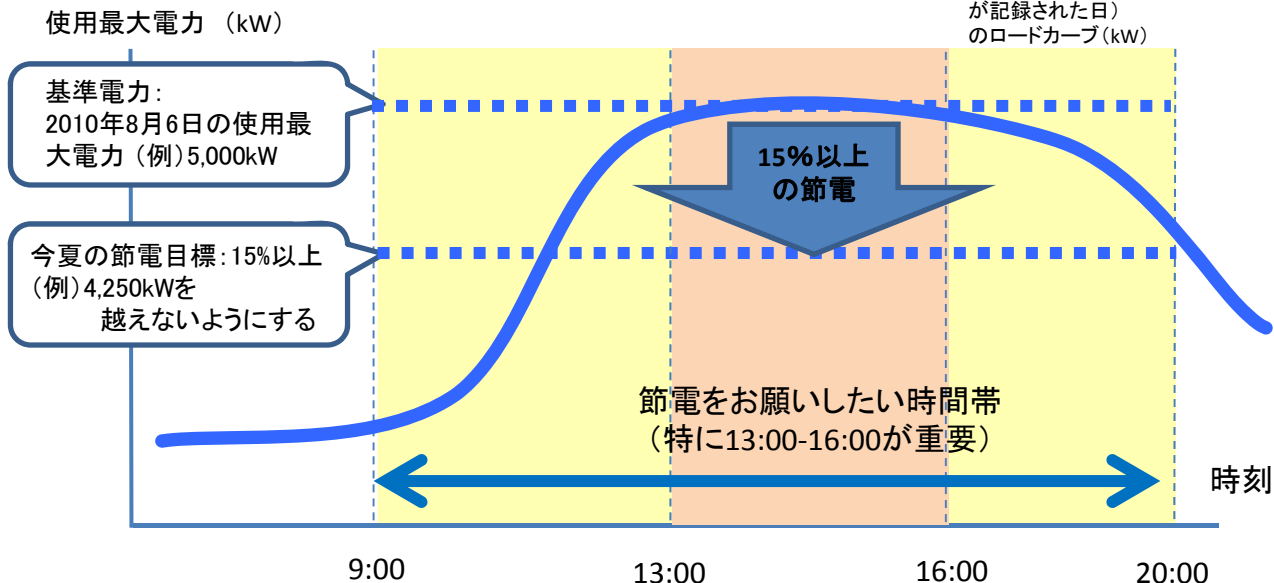 が記録された日)
のロードカーブ(kW)
使用最大電力 (kW)
基準電力:
2010年8月6日の使用最
大電力 (例)5,000kW
15%以上
の節電
今夏の節電目標:15%以上
(例)4,250kWを
越えないようにする
節電をお願いしたい時間帯
(特に13:00-16:00が重要)
時刻
9:00
13:00
16:00
20:00